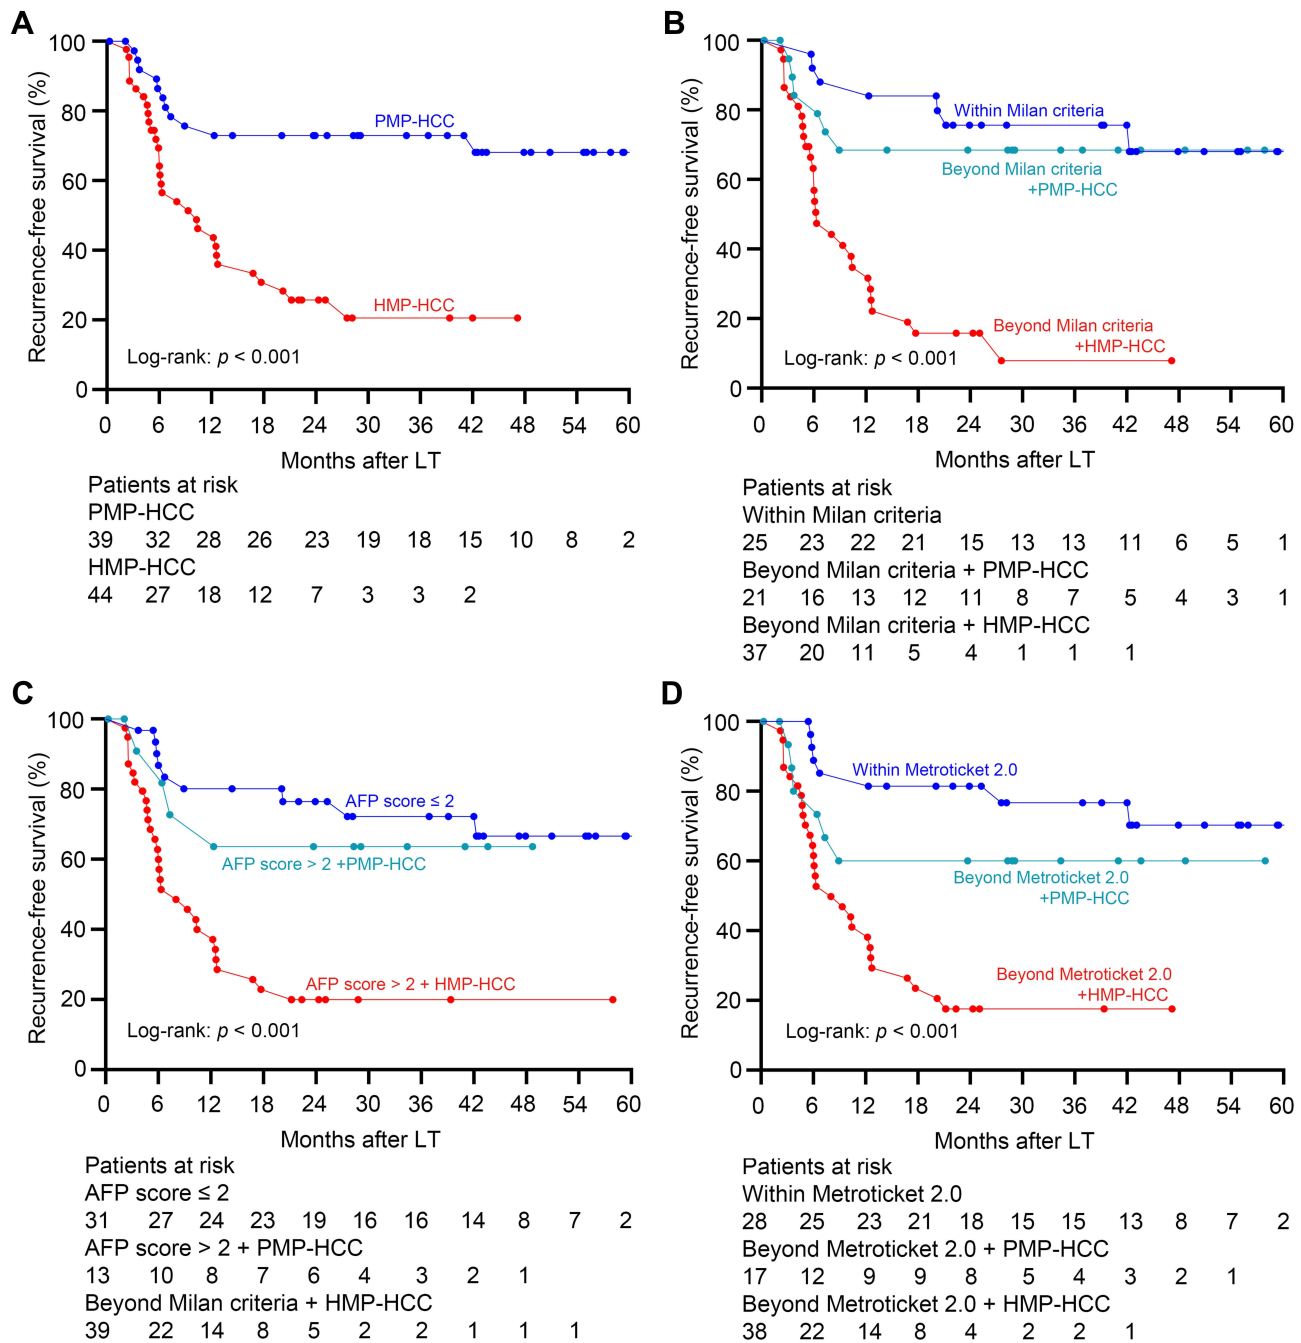 A
Recurrence-free survival (%)
100
80
60
40
20
0
PMP-HCC
HMP-HCC
Log-rank: p < 0.001
0 6 12 18 24 30 36 42 48 54 60
Months after LT
Patients at risk
PMP-HCC
39 32 28 26 23 19 18 15 10 8 2
HMP-HCC
44 27 18 12 7 3 3 2
B
Recurrence-free survival (%)
100
80
60
40
20
0
Within Milan criteria
Beyond Milan criteria
+PMP-HCC
Beyond Milan criteria
+HMP-HCC
Log-rank: p < 0.001
0 6 12 18 24 30 36 42 48 54 60
Months after LT
Patients at risk
Within Milan criteria
25 23 22 21 15 13 13 11 6 5 1
Beyond Milan criteria + PMP-HCC
21 16 13 12 11 8 7 5 4 3 1
Beyond Milan criteria + HMP-HCC
37 20 11 5 4 1 1 1
C
Recurrence-free survival (%)
100
80
60
40
20
0
AFP score ≤ 2
AFP score > 2 +PMP-HCC
AFP score > 2 + HMP-HCC
Log-rank: p < 0.001
0 6 12 18 24 30 36 42 48 54 60
Months after LT
Patients at risk
AFP score ≤ 2
31 27 24 23 19 16 16 14 8 7 2
AFP score > 2 + PMP-HCC
13 10 8 7 6 4 3 2 1
Beyond Milan criteria + HMP-HCC
39 22 14 8 5 2 2 1 1 1
D
Recurrence-free survival (%)
100
80
60
40
20
0
Within Metroticket 2.0
Beyond Metroticket 2.0
+PMP-HCC
Beyond Metroticket 2.0
+HMP-HCC
Log-rank: p < 0.001
0 6 12 18 24 30 36 42 48 54 60
Months after LT
Patients at risk
Within Metroticket 2.0
28 25 23 21 18 15 15 13 8 7 2
Beyond Metroticket 2.0 + PMP-HCC
17 12 9 9 8 5 4 3 2 1
Beyond Metroticket 2.0 + HMP-HCC
38 22 14 8 4 2 2 1